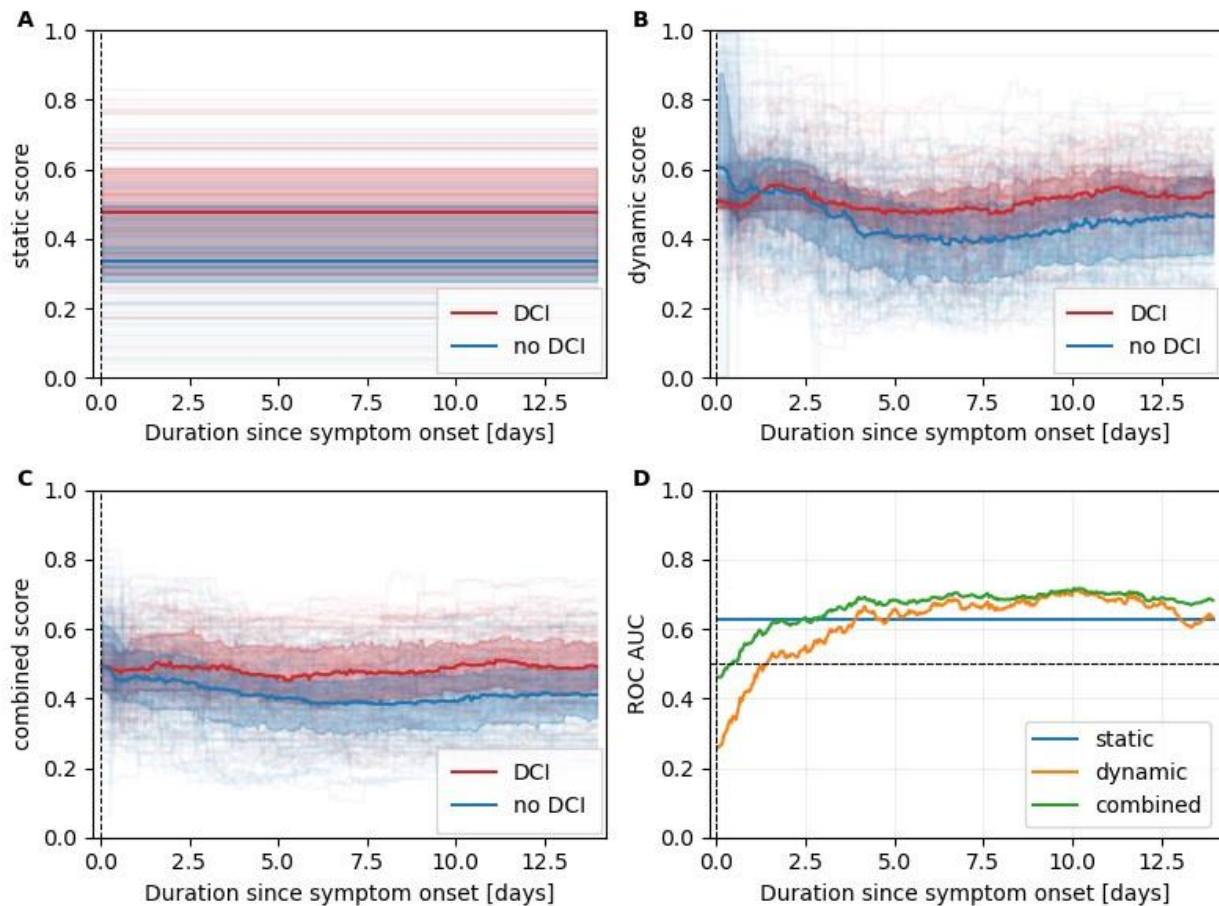 A
1.0
0.8
0.6
0.4
0.2
0.0
static score
DCI
no DCI
0.0 2.5 5.0 7.5 10.0 12.5
Duration since symptom onset [days]
B
1.0
0.8
0.6
0.4
0.2
0.0
dynamic score
DCI
no DCI
0.0 2.5 5.0 7.5 10.0 12.5
Duration since symptom onset [days]
C
1.0
0.8
0.6
0.4
0.2
0.0
combined score
DCI
no DCI
0.0 2.5 5.0 7.5 10.0 12.5
Duration since symptom onset [days]
D
1.0
0.8
0.6
0.4
0.2
0.0
ROC AUC
static
dynamic
combined
0.0 2.5 5.0 7.5 10.0 12.5
Duration since symptom onset [days]